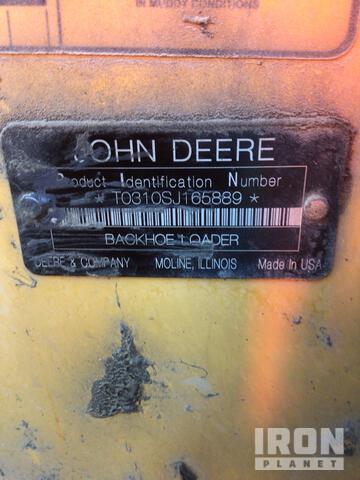 IN MUDDY CONDITIONS
JOHN DEERE
Product Identification Number
* T0310SJ165889 *
BACKHOE LOADER
DEERE & COMPANY MOLINE, ILLINOIS Made In USA
IRON
PLANET